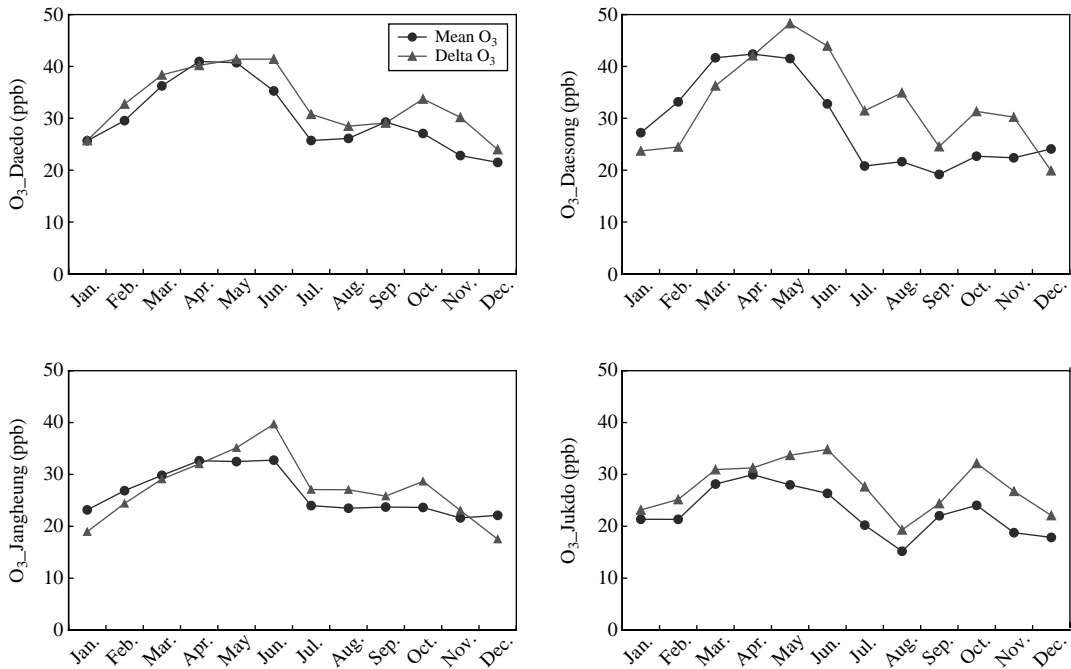 50
40
30
20
10
0
O3_Daedo (ppb)
Mean O3
Delta O3
Jan. Feb. Mar. Apr. May Jun. Jul. Aug. Sep. Oct. Nov. Dec.
50
40
30
20
10
0
O3_Daesong (ppb)
Jan. Feb. Mar. Apr. May Jun. Jul. Aug. Sep. Oct. Nov. Dec.
50
40
30
20
10
0
O3_Jangheung (ppb)
Jan. Feb. Mar. Apr. May Jun. Jul. Aug. Sep. Oct. Nov. Dec.
50
40
30
20
10
0
O3_Jukdo (ppb)
Jan. Feb. Mar. Apr. May Jun. Jul. Aug. Sep. Oct. Nov. Dec.